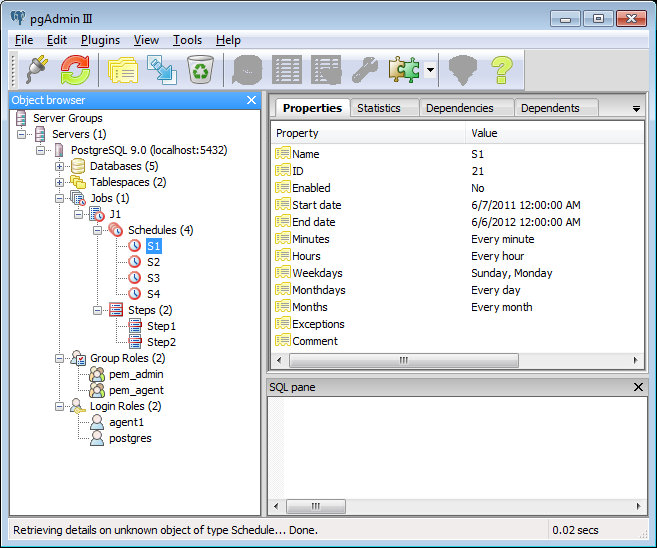 pgAdmin III
File Edit Plugins View Tools Help
Object browser
Server Groups
Servers (1)
PostgreSQL 9.0 (localhost:5432)
Databases (5)
Tablespaces (2)
Jobs (1)
J1
Schedules (4)
S1
S2
S3
S4
Steps (2)
Step1
Step2
Group Roles (2)
pem_admin
pem_agent
Login Roles (2)
agent1
postgres
Properties Statistics Dependencies Dependents
Property Value
Name S1
ID 21
Enabled No
Start date 6/7/2011 12:00:00 AM
End date 6/6/2012 12:00:00 AM
Minutes Every minute
Hours Every hour
Weekdays Sunday, Monday
Monthdays Every day
Months Every month
Exceptions
Comment
SQL pane
Retrieving details on unknown object of type Schedule... Done. 0.02 secs